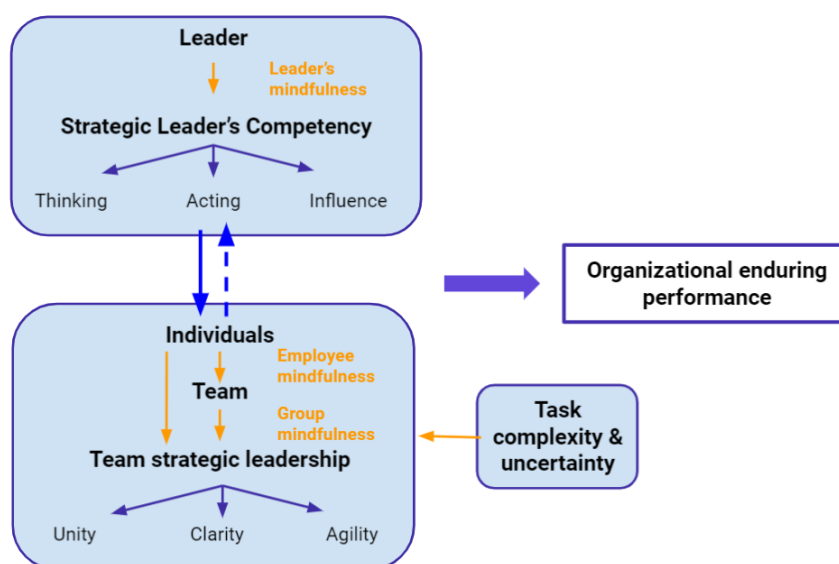 Leader
Leader's
mindfulness
Strategic Leader's Competency
Thinking
Acting
Influence
Organizational enduring
performance
Individuals
Employee
mindfulness
Team
Group
mindfulness
Team strategic leadership
Unity
Clarity
Agility
Task
complexity &
uncertainty